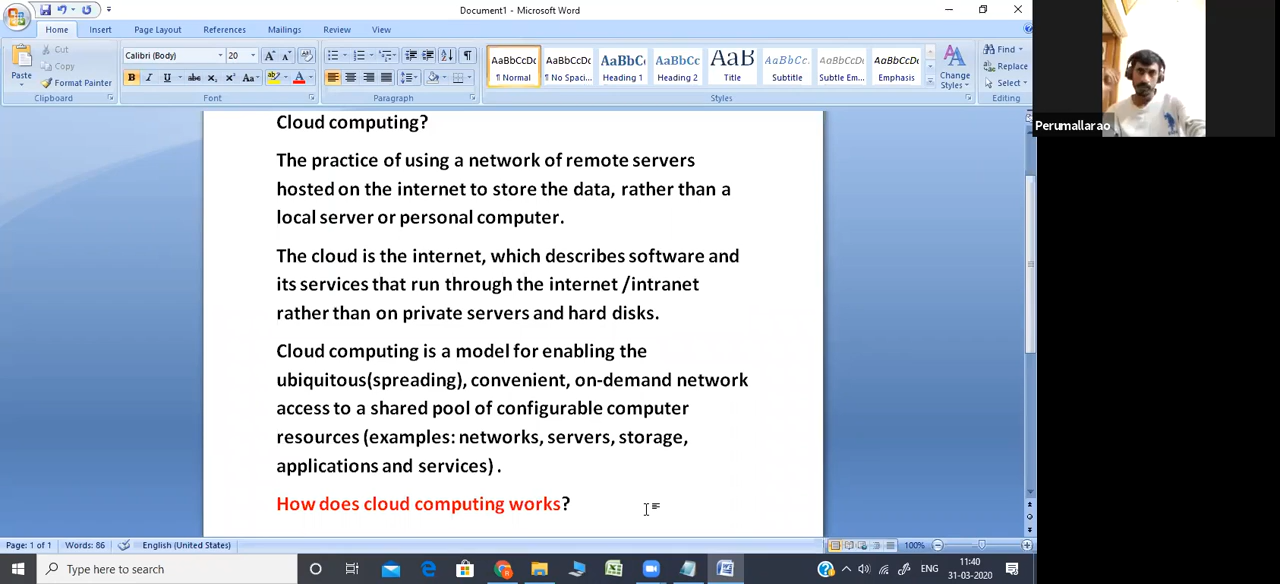 Document1 - Microsoft Word
Home Insert Page Layout References Mailings Review View
Paste
Cut
Copy
Format Painter
Clipboard
Calibri (Body) 20
Font
Paragraph
AaBbCcDc AaBbCcDc AaBbC AaBbCc AaB AaBbCc. AaBbCcDc AaBbCcDc
¶ Normal ¶ No Spaci... Heading 1 Heading 2 Title Subtitle Subtle Em... Emphasis
Change Styles
Styles
Find
Replace
Select
Editing
Perumallarao
Cloud computing?
The practice of using a network of remote servers
hosted on the internet to store the data, rather than a
local server or personal computer.
The cloud is the internet, which describes software and
its services that run through the internet /intranet
rather than on private servers and hard disks.
Cloud computing is a model for enabling the
ubiquitous(spreading), convenient, on-demand network
access to a shared pool of configurable computer
resources (examples: networks, servers, storage,
applications and services) .
How does cloud computing works?
Page: 1 of 1 Words: 86 English (United States) 100%
Type here to search
ENG
11:40
31-03-2020